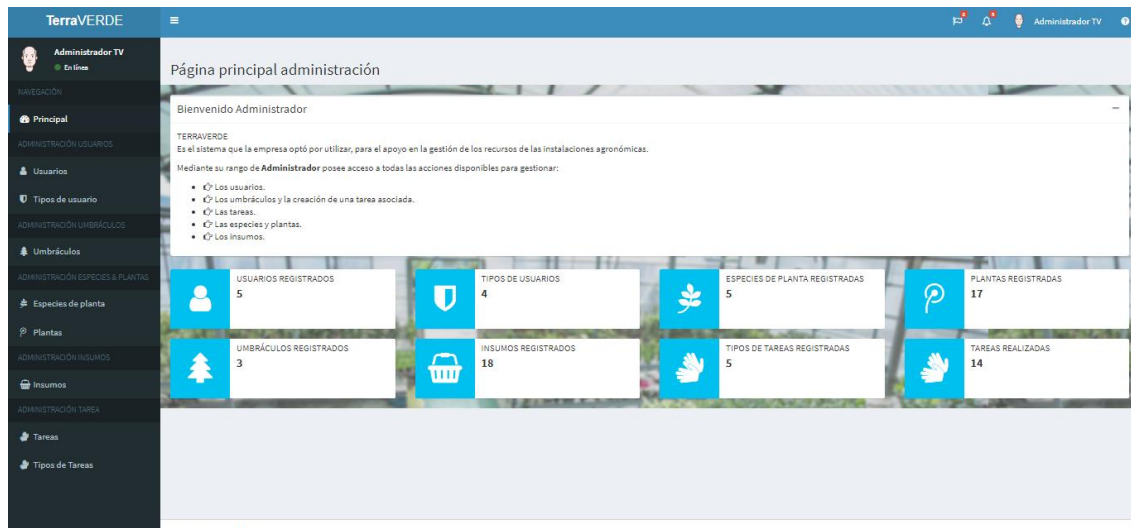 TerraVERDE
Administrador TV
Administrador TV
En línea
NAVEGACIÓN
Principal
ADMINISTRACIÓN USUARIOS
Usuarios
Tipos de usuario
ADMINISTRACIÓN UMBRÁCULOS
Umbráculos
ADMINISTRACIÓN ESPECIES & PLANTAS
Especies de planta
Plantas
ADMINISTRACIÓN INSUMOS
Insumos
ADMINISTRACIÓN TAREA
Tareas
Tipos de Tareas
Página principal administración
Bienvenido Administrador
TERRAVERDE
Es el sistema que la empresa optó por utilizar, para el apoyo en la gestión de los recursos de las instalaciones agronómicas.
Mediante su rango de Administrador posee acceso a todas las acciones disponibles para gestionar:
Los usuarios.
Los umbráculos y la creación de una tarea asociada.
Las tareas.
Las especies y plantas.
Los insumos.
USUARIOS REGISTRADOS
5
TIPOS DE USUARIOS
4
ESPECIES DE PLANTA REGISTRADAS
5
PLANTAS REGISTRADAS
17
UMBRÁCULOS REGISTRADOS
3
INSUMOS REGISTRADOS
18
TIPOS DE TAREAS REGISTRADAS
5
TAREAS REALIZADAS
14